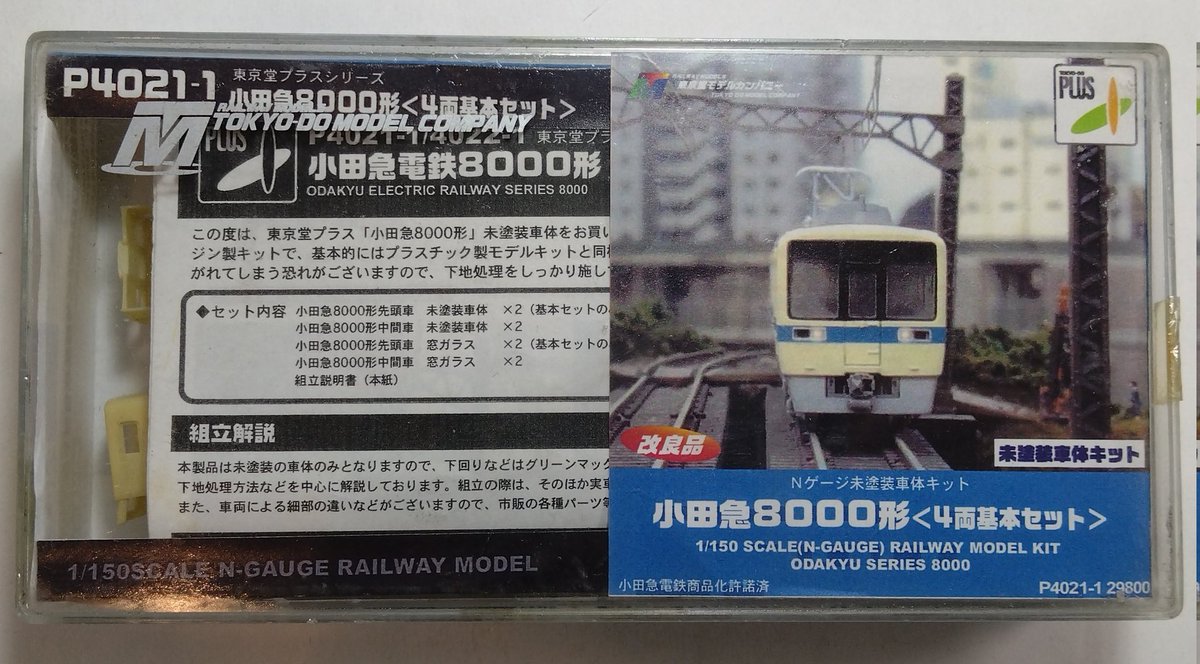 P4021-1 東京堂プラスシリーズ
小田急8000形<4両基本セット>
TM
TOKYO-DO MODEL COMPANY
PLUS P4021-1/4022-1 東京堂プラ
小田急電鉄8000形
ODAKYU ELECTRIC RAILWAY SERIES 8000
この度は、東京堂プラス「小田急8000形」未塗装車体をお買い
ジン製キットで、基本的にはプラスチック製モデルキットと同様
がれてしまう恐れがございますので、下地処理をしっかり施して
◆セット内容 小田急8000形先頭車 未塗装車体 ×2(基本セットの
小田急8000形中間車 未塗装車体 ×2
小田急8000形先頭車 窓ガラス ×2(基本セットの
小田急8000形中間車 窓ガラス ×2
組立説明書(本紙)
組立解説
本製品は未塗装の車体のみとなりますので、下回りなどはグリーンマック
下地処理方法などを中心に解説しております。組立の際は、そのほか実車
また、車両による細部の違いなどがございますので、市販の各種パーツ等
1/150SCALE N-GAUGE RAILWAY MODEL
東京堂モデルカンパニー
TOKYO-DO MODEL COMPANY
TOKYO-DO
PLUS
改良品
未塗装車体キット
Nゲージ未塗装車体キット
小田急8000形<4両基本セット>
1/150 SCALE(N-GAUGE) RAILWAY MODEL KIT
ODAKYU SERIES 8000
小田急電鉄商品化許諾済
P4021-1 29800